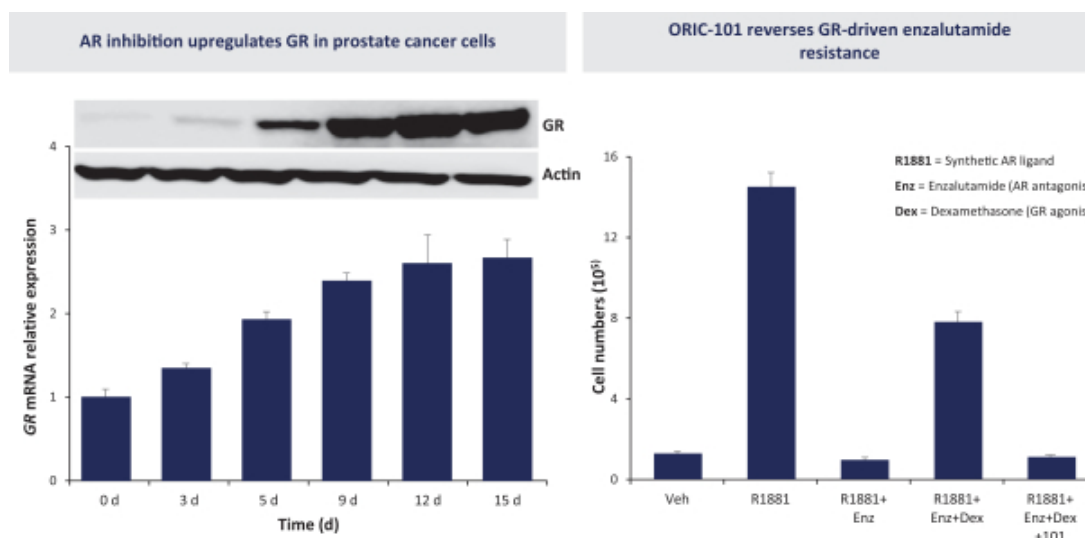 AR inhibition upregulates GR in prostate cancer cells
GR
Actin
4
3
2
1
0
GR mRNA relative expression
0 d
3 d
5 d
9 d
12 d
15 d
Time (d)
ORIC-101 reverses GR-driven enzalutamide
resistance
R1881 = Synthetic AR ligand
Enz = Enzalutamide (AR antagonis
Dex = Dexamethasone (GR agonis
16
12
8
4
0
Cell numbers (10⁵)
Veh
R1881
R1881+
Enz
R1881+
Enz+Dex
R1881+
Enz+Dex
+101